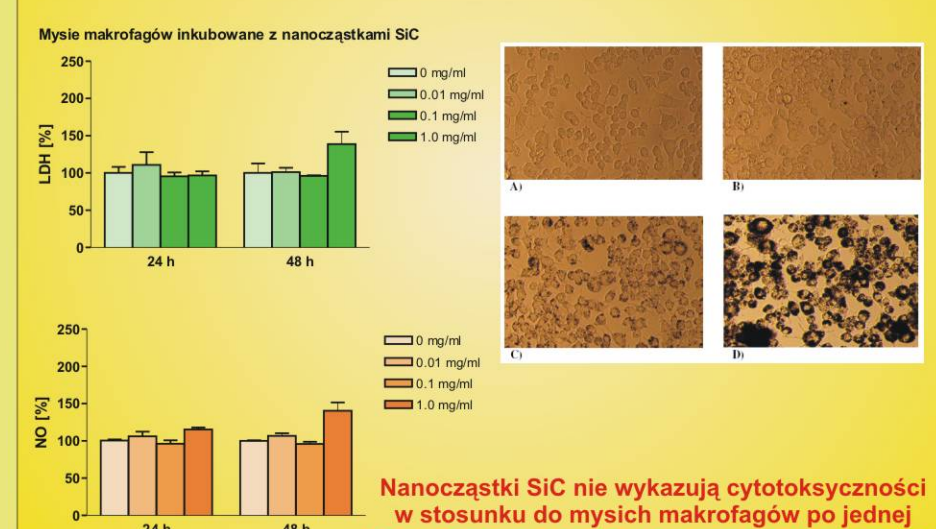 Mysie makrofagów inkubowane z nanocząstkami SiC
250
200
150
100
50
0
LDH [%]
24 h
48 h
0 mg/ml
0.01 mg/ml
0.1 mg/ml
1.0 mg/ml
A)
B)
C)
D)
250
200
150
100
50
0
NO [%]
24 h
48 h
0 mg/ml
0.01 mg/ml
0.1 mg/ml
1.0 mg/ml
Nanocząstki SiC nie wykazują cytotoksyczności
w stosunku do mysich makrofagów po jednej